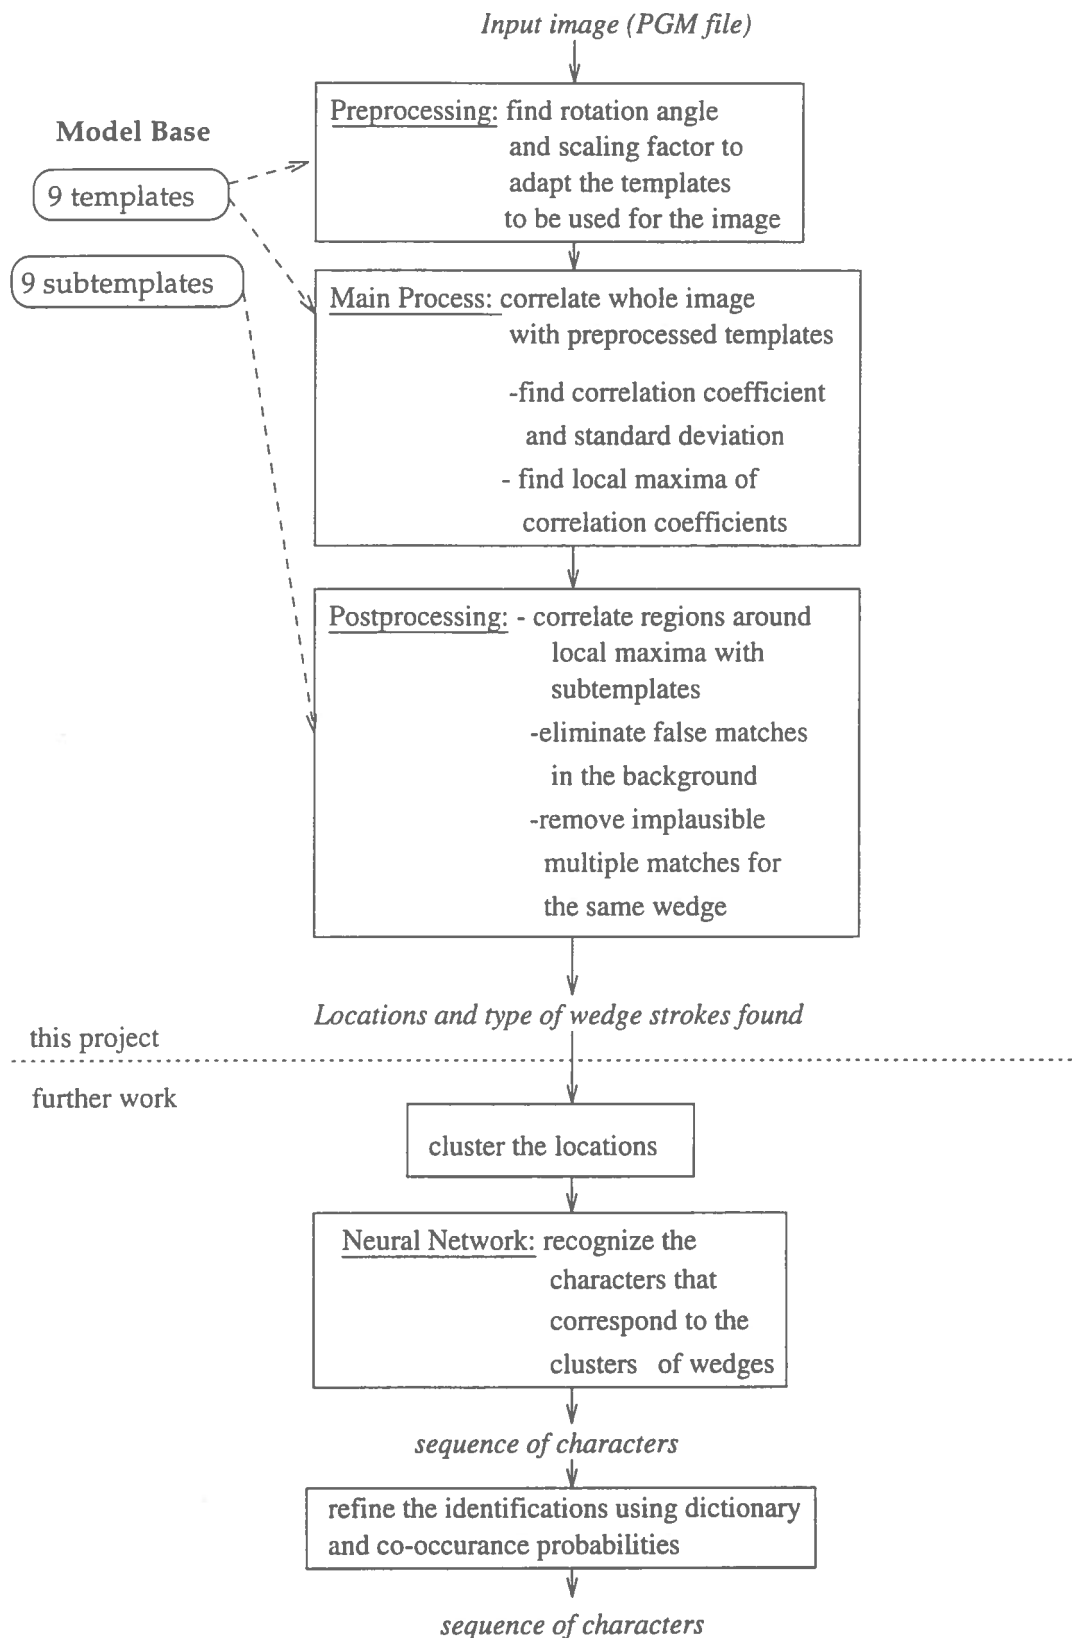 Input image (PGM file)
Preprocessing: find rotation angle
and scaling factor to
adapt the templates
to be used for the image
Model Base
9 templates
9 subtemplates
Main Process: correlate whole image
with preprocessed templates
-find correlation coefficient
and standard deviation
- find local maxima of
correlation coefficients
Postprocessing: - correlate regions around
local maxima with
subtemplates
-eliminate false matches
in the background
-remove implausible
multiple matches for
the same wedge
Locations and type of wedge strokes found
this project
further work
cluster the locations
Neural Network: recognize the
characters that
correspond to the
clusters of wedges
sequence of characters
refine the identifications using dictionary
and co-occurance probabilities
sequence of characters